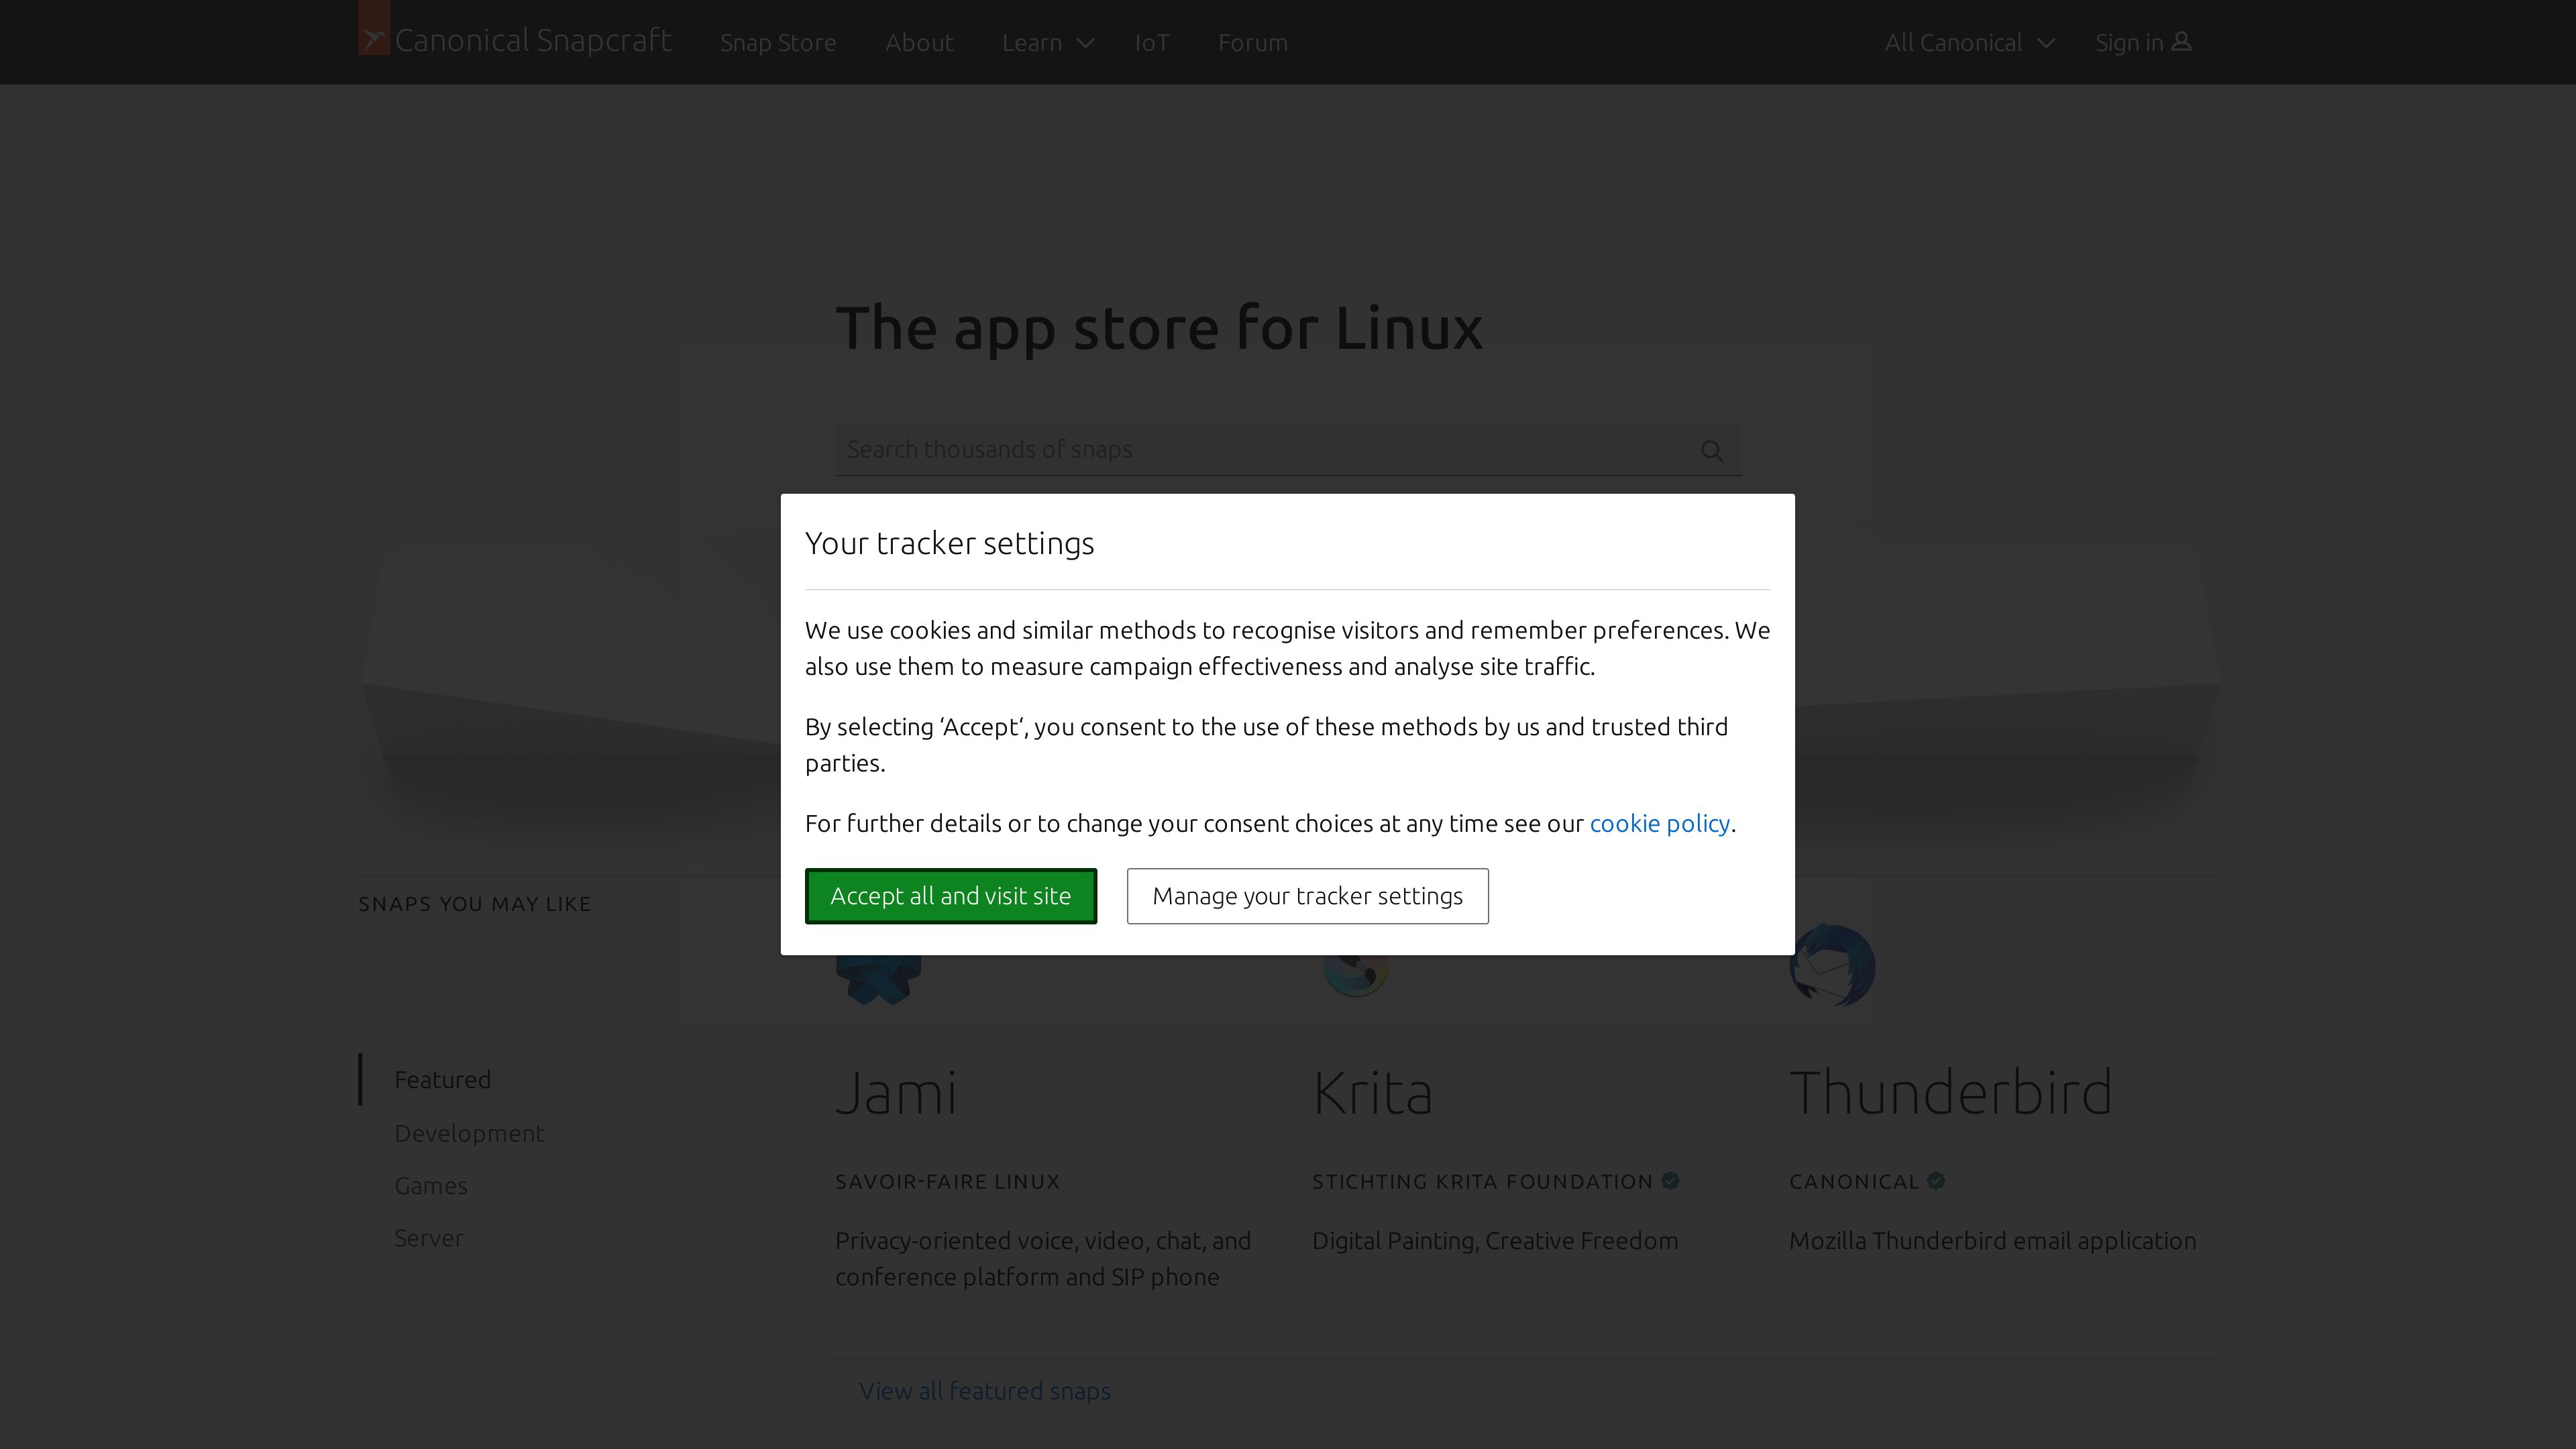 Canonical Snapcraft
Snap Store
About
Learn
IoT
Forum
All Canonical
Sign in
The app store for Linux
Search thousands of snaps
Your tracker settings
We use cookies and similar methods to recognise visitors and remember preferences. We
also use them to measure campaign effectiveness and analyse site traffic.
By selecting ‘Accept‘, you consent to the use of these methods by us and trusted third
parties.
For further details or to change your consent choices at any time see our cookie policy.
Accept all and visit site
Manage your tracker settings
SNAPS YOU MAY LIKE
Featured
Development
Games
Server
Jami
SAVOIR-FAIRE LINUX
Privacy-oriented voice, video, chat, and
conference platform and SIP phone
Krita
STICHTING KRITA FOUNDATION
Digital Painting, Creative Freedom
Thunderbird
CANONICAL
Mozilla Thunderbird email application
View all featured snaps